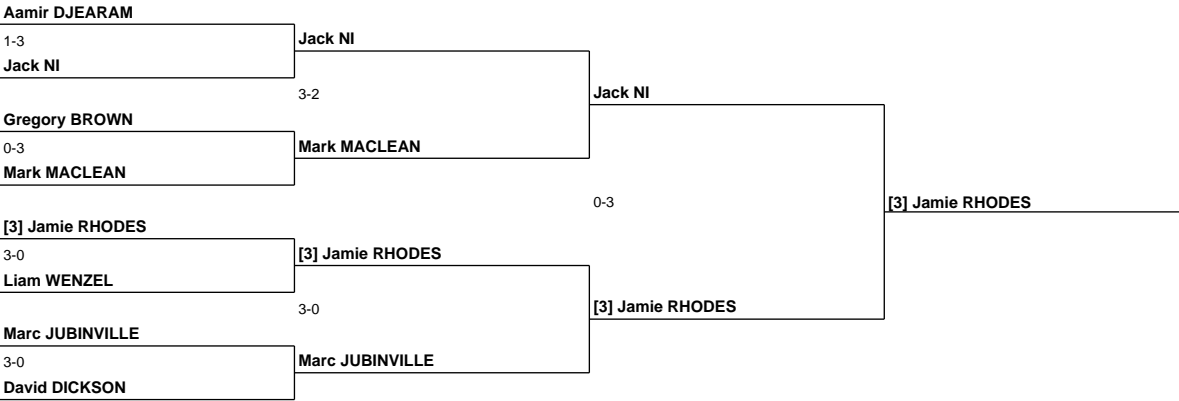 Aamir DJEARAM
1-3
Jack NI
Jack NI
3-2
Jack NI
Gregory BROWN
0-3
Mark MACLEAN
Mark MACLEAN
0-3
[3] Jamie RHODES
[3] Jamie RHODES
3-0
[3] Jamie RHODES
Liam WENZEL
3-0
[3] Jamie RHODES
Marc JUBINVILLE
3-0
Marc JUBINVILLE
David DICKSON